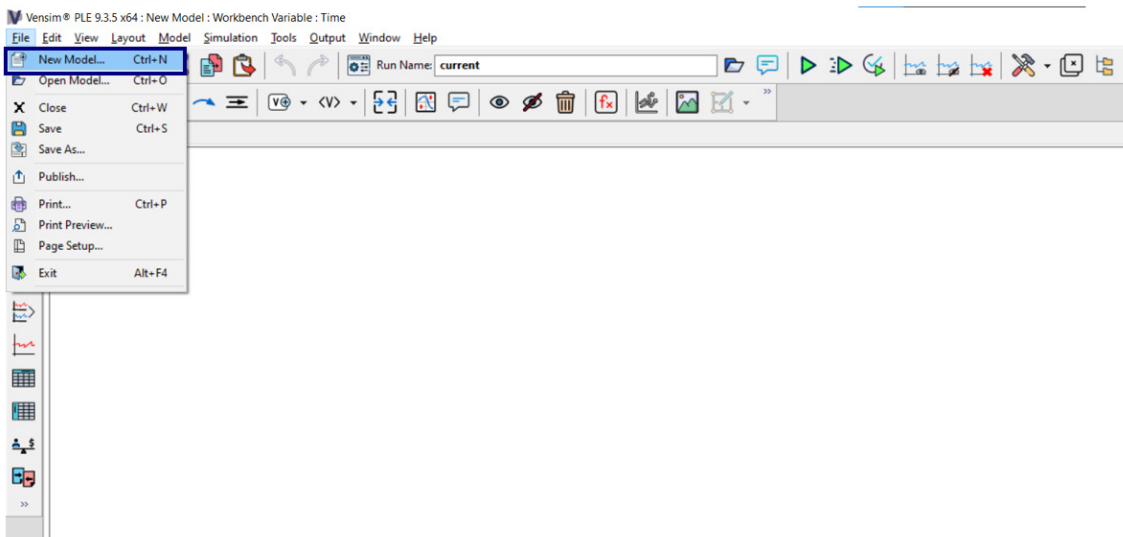 Vensim® PLE 9.3.5 x64 : New Model : Workbench Variable : Time
File Edit View Layout Model Simulation Tools Output Window Help
New Model... Ctrl+N
Run Name: current
Open Model... Ctrl+O
Close Ctrl+W
Save Ctrl+S
Save As...
Publish...
Print... Ctrl+P
Print Preview...
Page Setup...
Exit Alt+F4